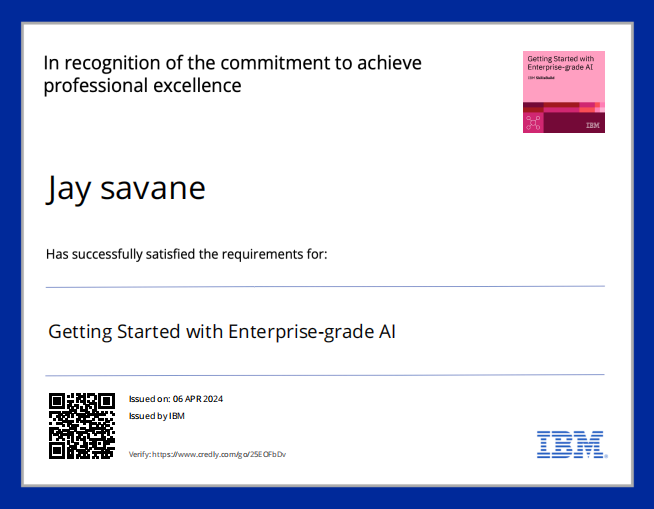 In recognition of the commitment to achieve
professional excellence
Getting Started with
Enterprise-grade AI
IBM SkillsBuild
IBM
Jay savane
Has successfully satisfied the requirements for:
Getting Started with Enterprise-grade AI
Issued on: 06 APR 2024
Issued by IBM
Verify: https://www.credly.com/go/25EOFbDv
IBM®